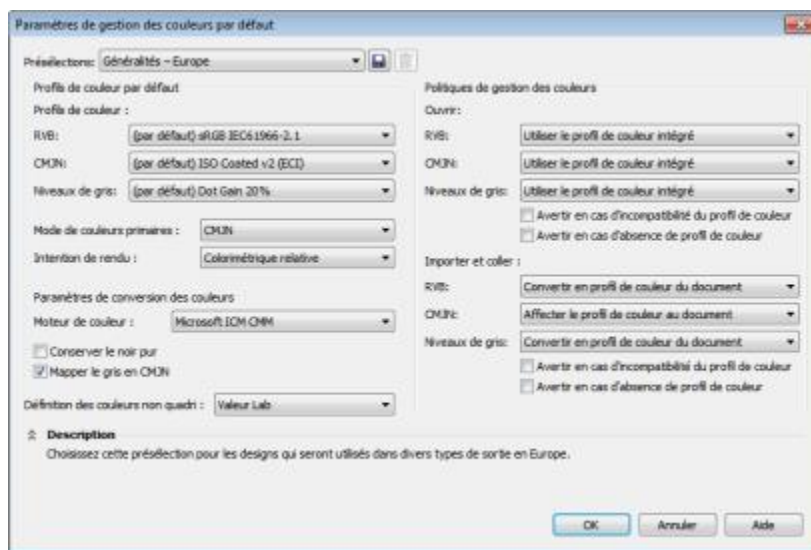 Paramètres de gestion des couleurs par défaut
Présélections: Généralités – Europe
Profils de couleur par défaut
Profils de couleur :
RVB: (par défaut) sRGB IEC61966-2.1
CMJN: (par défaut) ISO Coated v2 (ECI)
Niveaux de gris: (par défaut) Dot Gain 20%
Mode de couleurs primaires : CMJN
Intention de rendu : Colorimétrique relative
Paramètres de conversion des couleurs
Moteur de couleur : Microsoft ICM CMM
Conserver le noir pur
Mapper le gris en CMJN
Définition des couleurs non quadri : Valeur Lab
Politiques de gestion des couleurs
Ouvrir:
RVB: Utiliser le profil de couleur intégré
CMJN: Utiliser le profil de couleur intégré
Niveaux de gris: Utiliser le profil de couleur intégré
Avertir en cas d'incompatibilité du profil de couleur
Avertir en cas d'absence de profil de couleur
Importer et coller :
RVB: Convertir en profil de couleur du document
CMJN: Affecter le profil de couleur au document
Niveaux de gris: Convertir en profil de couleur du document
Avertir en cas d'incompatibilité du profil de couleur
Avertir en cas d'absence de profil de couleur
Description
Choisissez cette présélection pour les designs qui seront utilisés dans divers types de sortie en Europe.
OK
Annuler
Aide